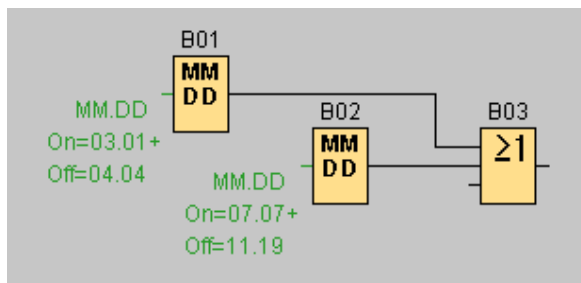 B01
MM
DD
MM.DD
On=03.01+
Off=04.04
B02
MM
DD
MM.DD
On=07.07+
Off=11.19
B03
≥1